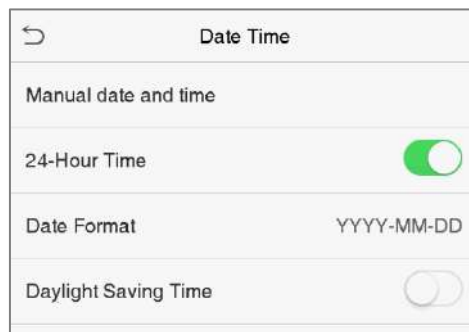 Date Time
Manual date and time
24-Hour Time
Date Format YYYY-MM-DD
Daylight Saving Time